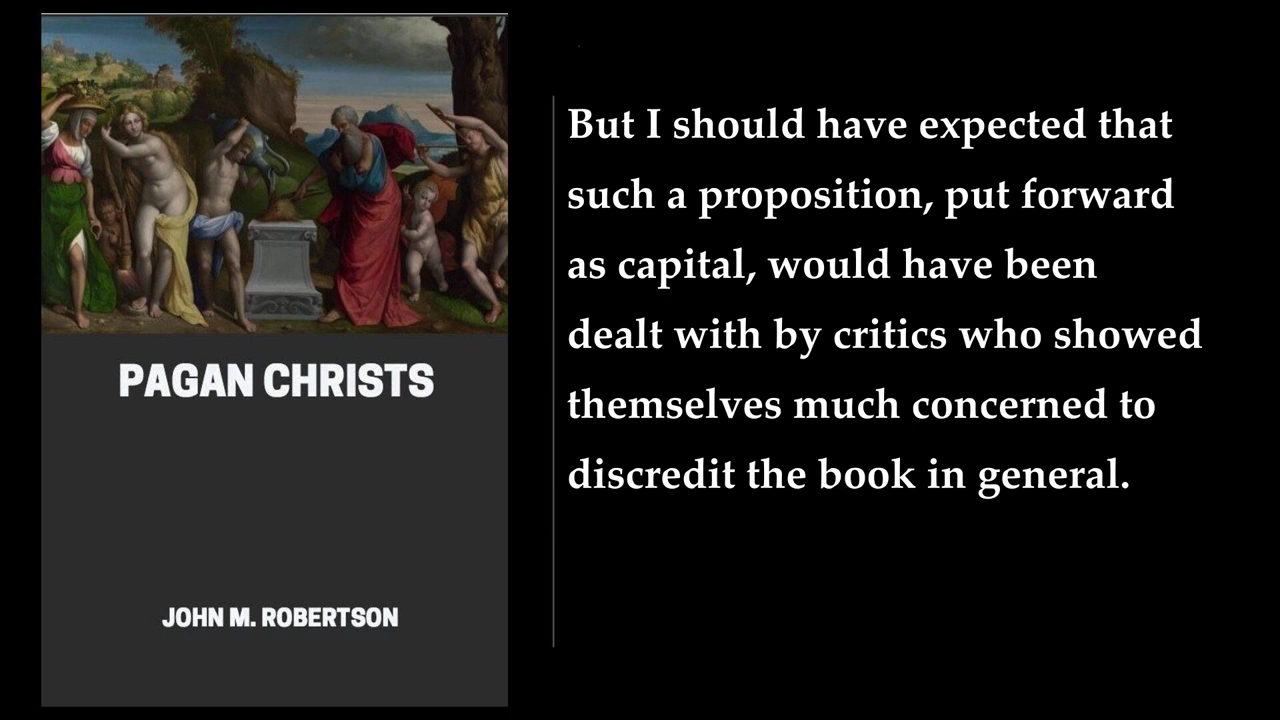 PAGAN CHRISTS
JOHN M. ROBERTSON
But I should have expected that
such a proposition, put forward
as capital, would have been
dealt with by critics who showed
themselves much concerned to
discredit the book in general.